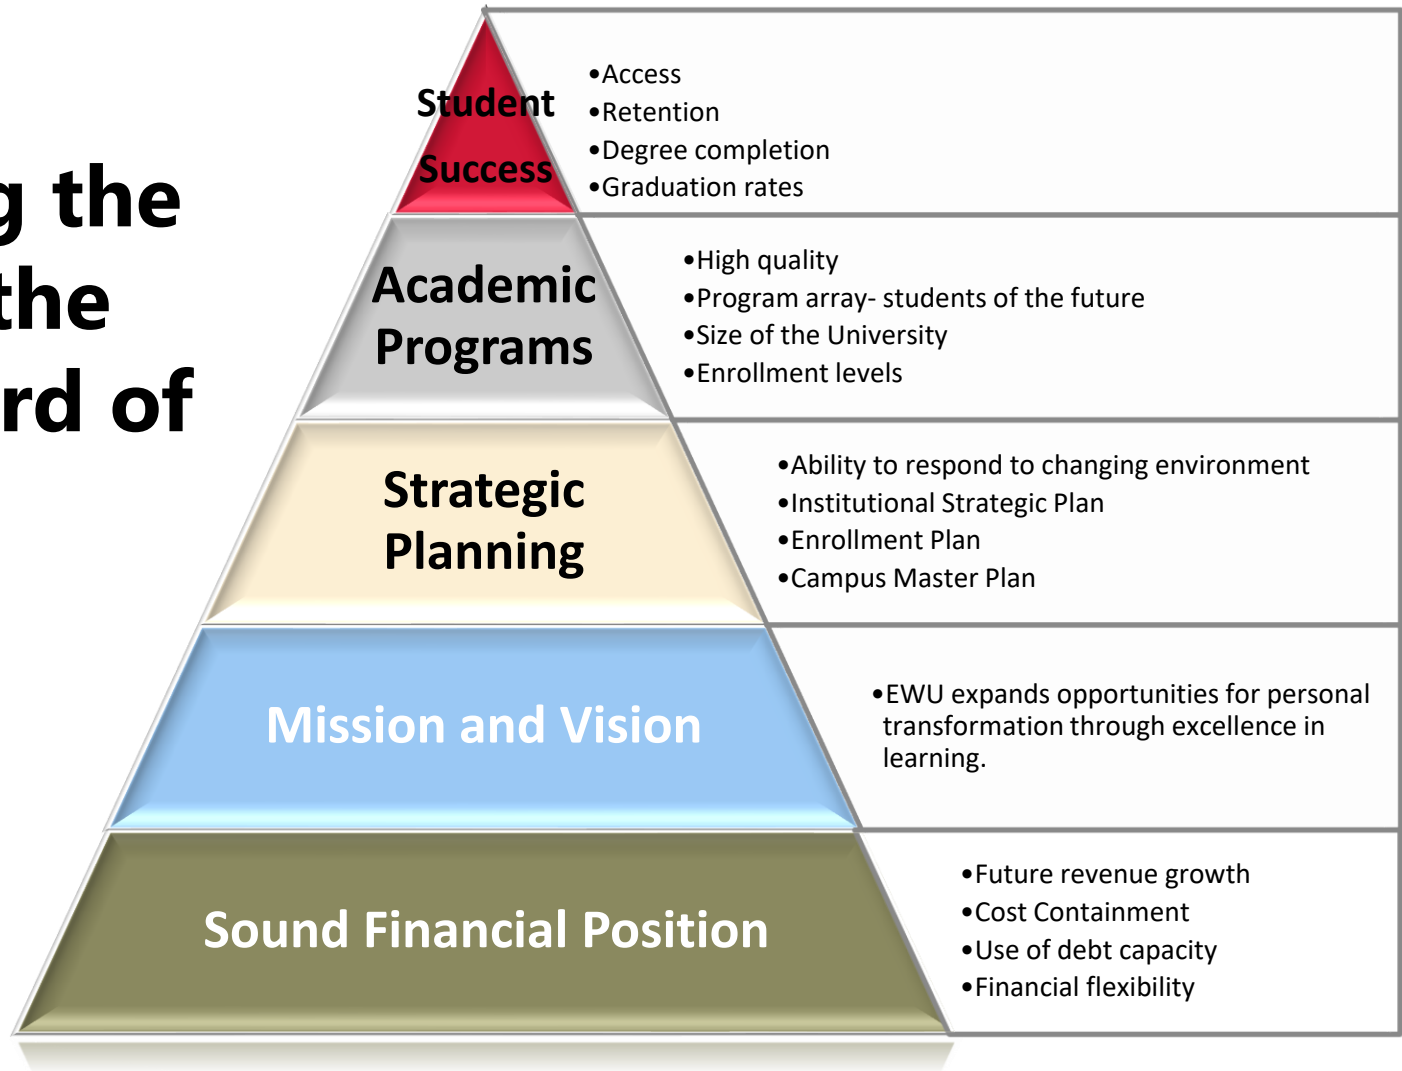 g the
the
rd of
Student
Success
•Access
•Retention
•Degree completion
•Graduation rates
Academic
Programs
•High quality
•Program array- students of the future
•Size of the University
•Enrollment levels
Strategic
Planning
•Ability to respond to changing environment
•Institutional Strategic Plan
•Enrollment Plan
•Campus Master Plan
Mission and Vision
•EWU expands opportunities for personal
transformation through excellence in
learning.
Sound Financial Position
•Future revenue growth
•Cost Containment
•Use of debt capacity
•Financial flexibility